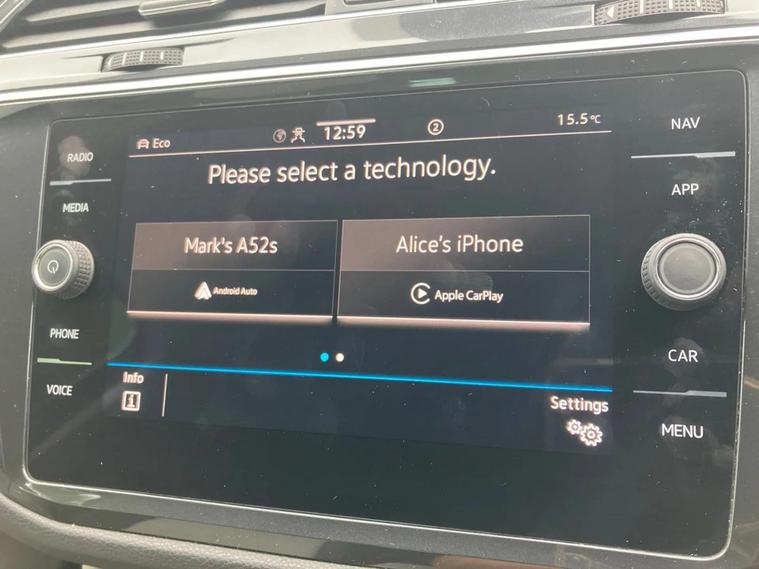 RADIO
MEDIA
PHONE
VOICE
Eco
12:59
2
15.5°C
Please select a technology.
Mark's A52s
Android Auto
Alice's iPhone
Apple CarPlay
Info
i
Settings
NAV
APP
CAR
MENU